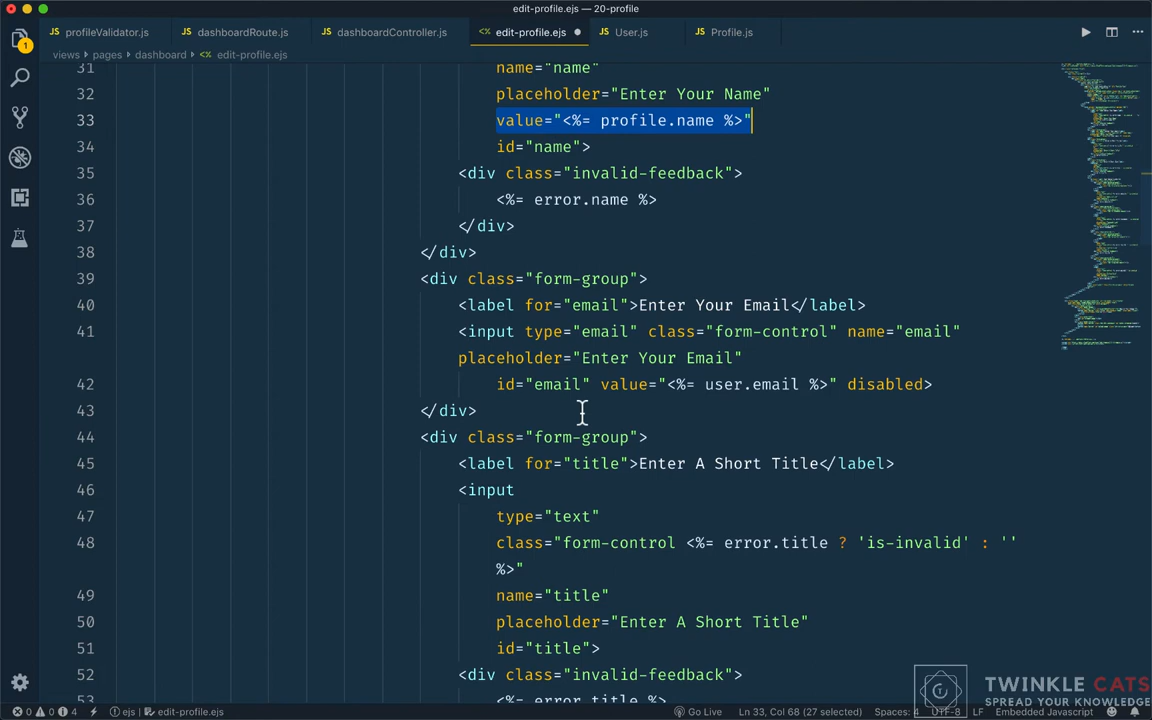 edit-profile.ejs — 20-profile
JS profileValidator.js JS dashboardRoute.ejs JS dashboardController.ejs <% edit-profile.ejs JS User.js JS Profile.js
views > pages > dashboard > <% edit-profile.ejs
31 name="name"
32 placeholder="Enter Your Name"
33 value="<%= profile.name %>"
34 id="name">
35 <div class="invalid-feedback">
36 <%= error.name %>
37 </div>
38 </div>
39 <div class="form-group">
40 <label for="email">Enter Your Email</label>
41 <input type="email" class="form-control" name="email"
placeholder="Enter Your Email"
42 id="email" value="<%= user.email %>" disabled>
43 </div>
44 <div class="form-group">
45 <label for="title">Enter A Short Title</label>
46 <input
47 type="text"
48 class="form-control <%= error.title ? 'is-invalid' : ''
%>"
49 name="title"
50 placeholder="Enter A Short Title"
51 id="title">
52 <div class="invalid-feedback">
53 <%= error.title %>
1
TWINKLE CATS
SPREAD YOUR KNOWLEDGE
0 0 4 ejs edit-profile.ejs Go Live Ln 33, Col 68 (27 selected) Spaces: 4 UTF-8 LF Embedded Javascript